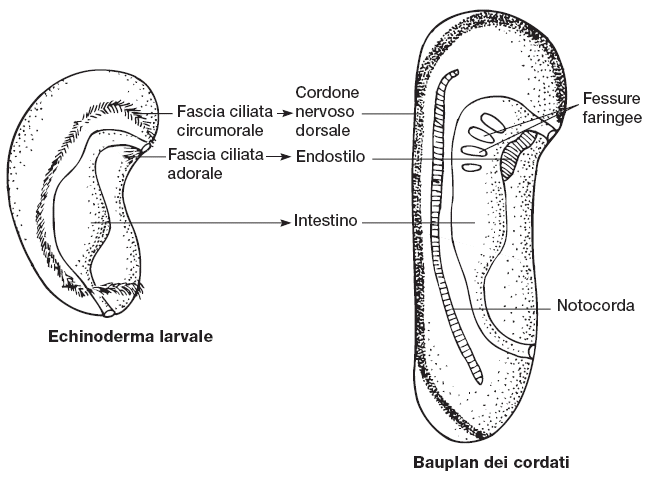 Cordone
Fascia ciliata nervoso
circumorale dorsale
Fessure
faringee
Fascia ciliata Endostilo
adorale
Intestino
Notocorda
Echinoderma larvale
Bauplan dei cordati